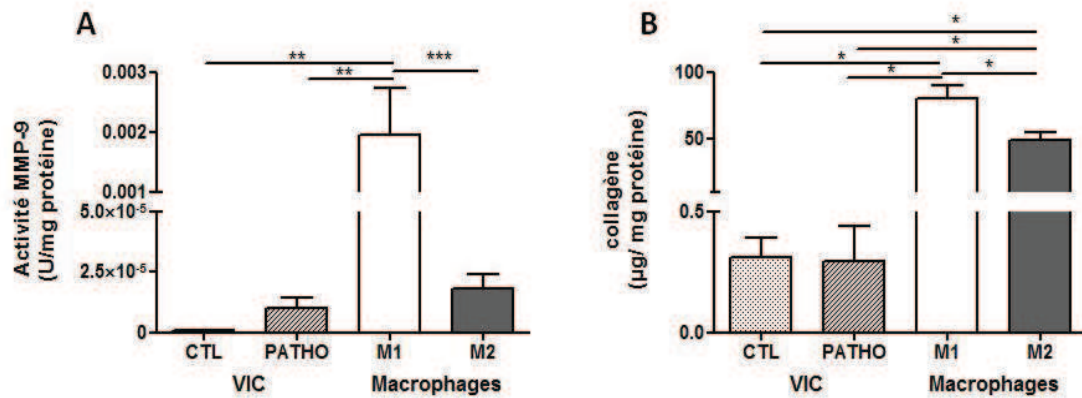 A
Activité MMP-9
(U/mg protéine)
0.003
0.002
0.001
5.0×10⁻⁵
2.5×10⁻⁵
0
**
**
***
CTL
PATHO
M1
M2
VIC
Macrophages
B
collagène
(µg/ mg protéine)
100
50
0.5
0.0
*
*
*
*
*
CTL
PATHO
M1
M2
VIC
Macrophages